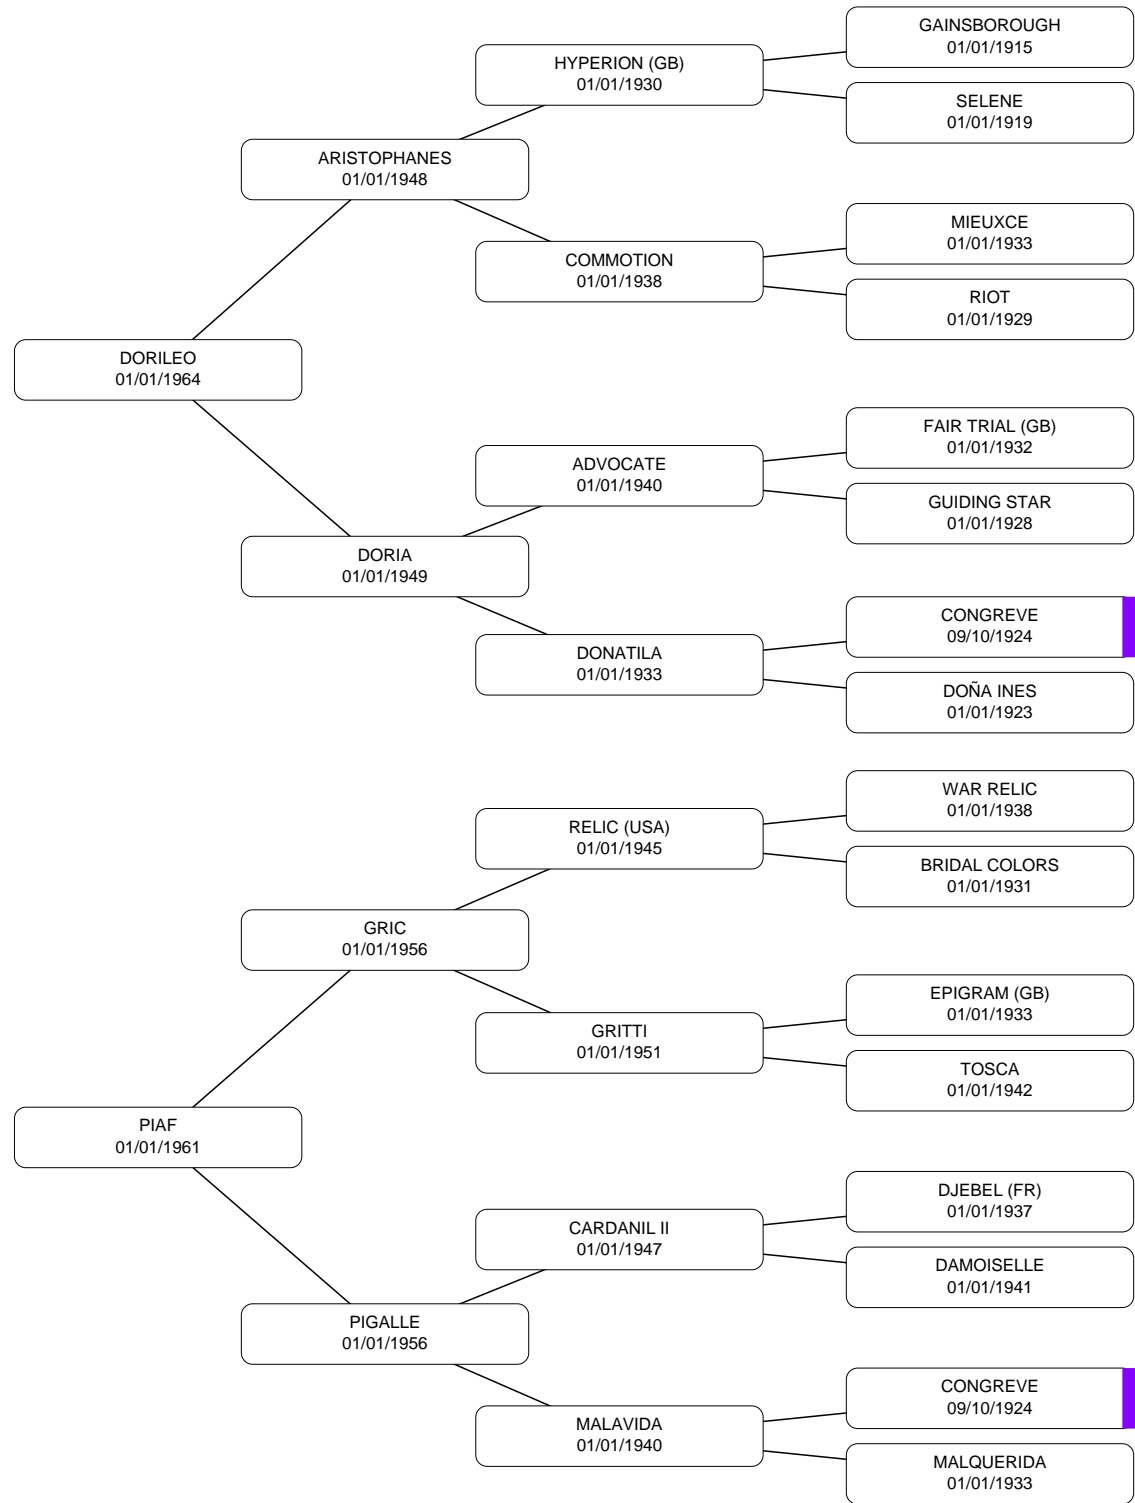 GAINSBOROUGH
01/01/1915
HYPERION (GB)
01/01/1930
SELENE
01/01/1919
ARISTOPHANES
01/01/1948
MIEUXCE
01/01/1933
COMMOTION
01/01/1938
RIOT
01/01/1929
DORILEO
01/01/1964
FAIR TRIAL (GB)
01/01/1932
ADVOCATE
01/01/1940
GUIDING STAR
01/01/1928
DORIA
01/01/1949
CONGREVE
09/10/1924
DONATILA
01/01/1933
DOÑA INES
01/01/1923
WAR RELIC
01/01/1938
RELIC (USA)
01/01/1945
BRIDAL COLORS
01/01/1931
GRIC
01/01/1956
EPIGRAM (GB)
01/01/1933
GRITTI
01/01/1951
TOSCA
01/01/1942
PIAF
01/01/1961
DJEBEL (FR)
01/01/1937
CARDANIL II
01/01/1947
DAMOISELLE
01/01/1941
PIGALLE
01/01/1956
CONGREVE
09/10/1924
MALAVIDA
01/01/1940
MALQUERIDA
01/01/1933